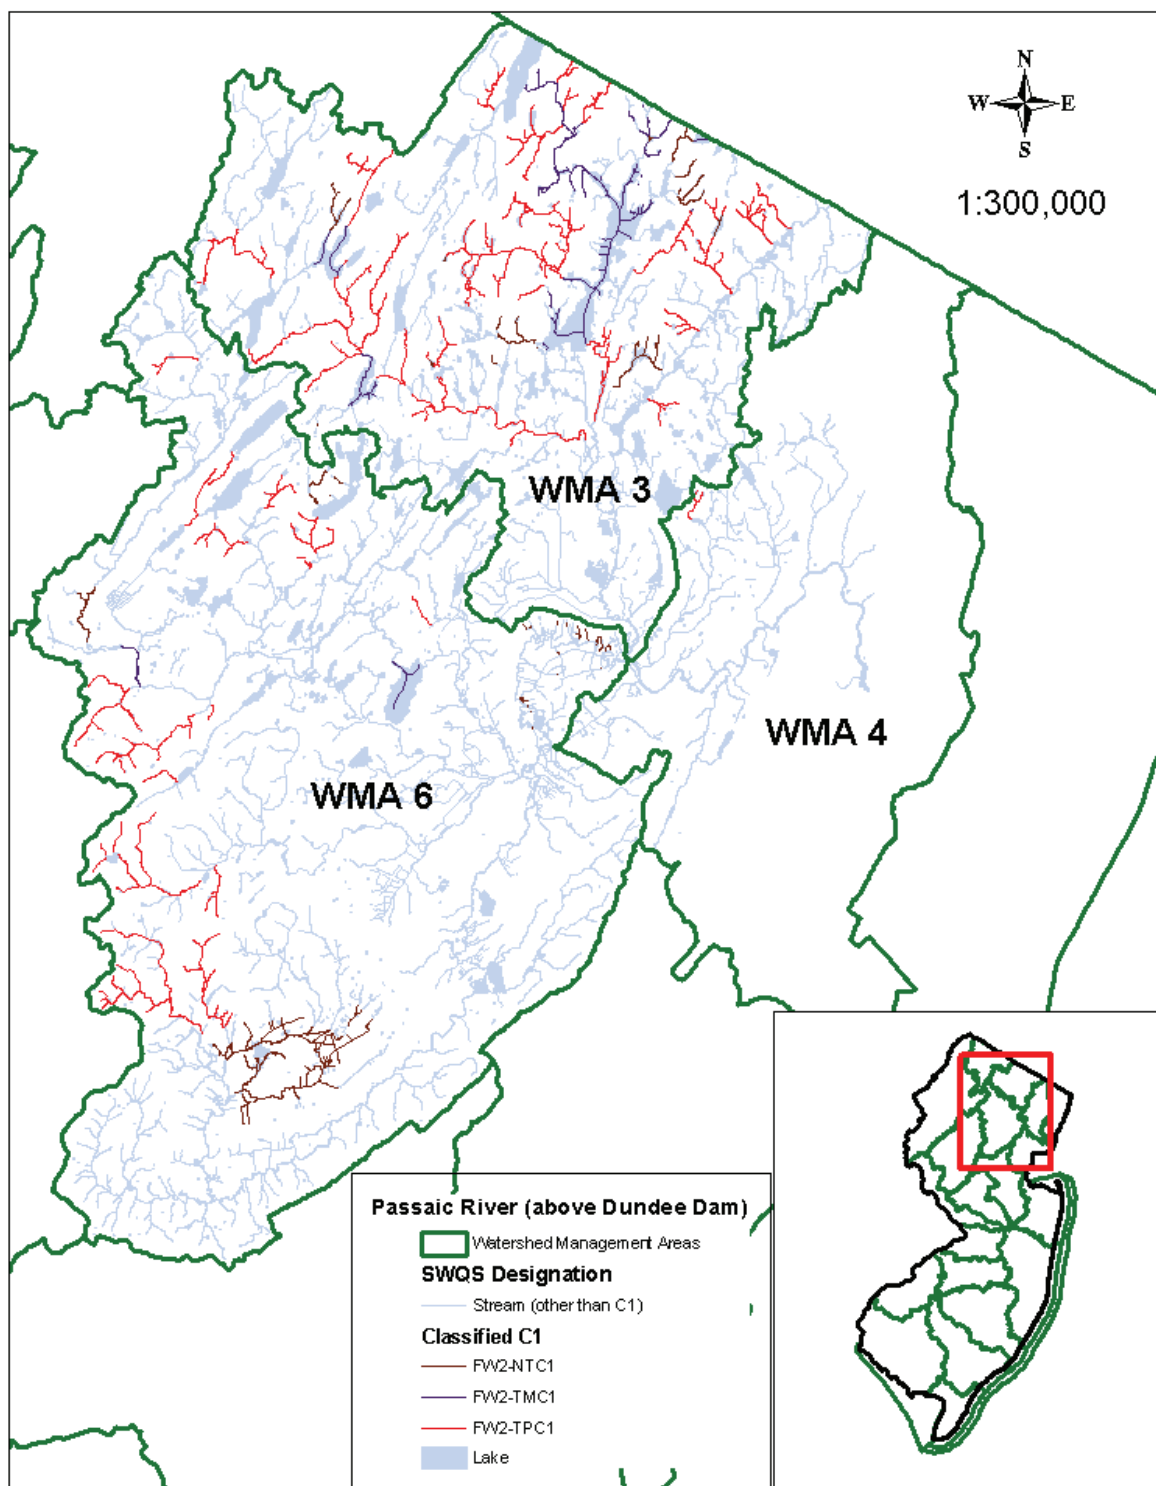 N
W E
S
1:300,000
WMA 3
WMA 4
WMA 6
Passaic River (above Dundee Dam)
Watershed Management Areas
SWQS Designation
Stream (other than C1)
Classified C1
FW2-NTC1
FW2-TMC1
FW2-TPC1
Lake